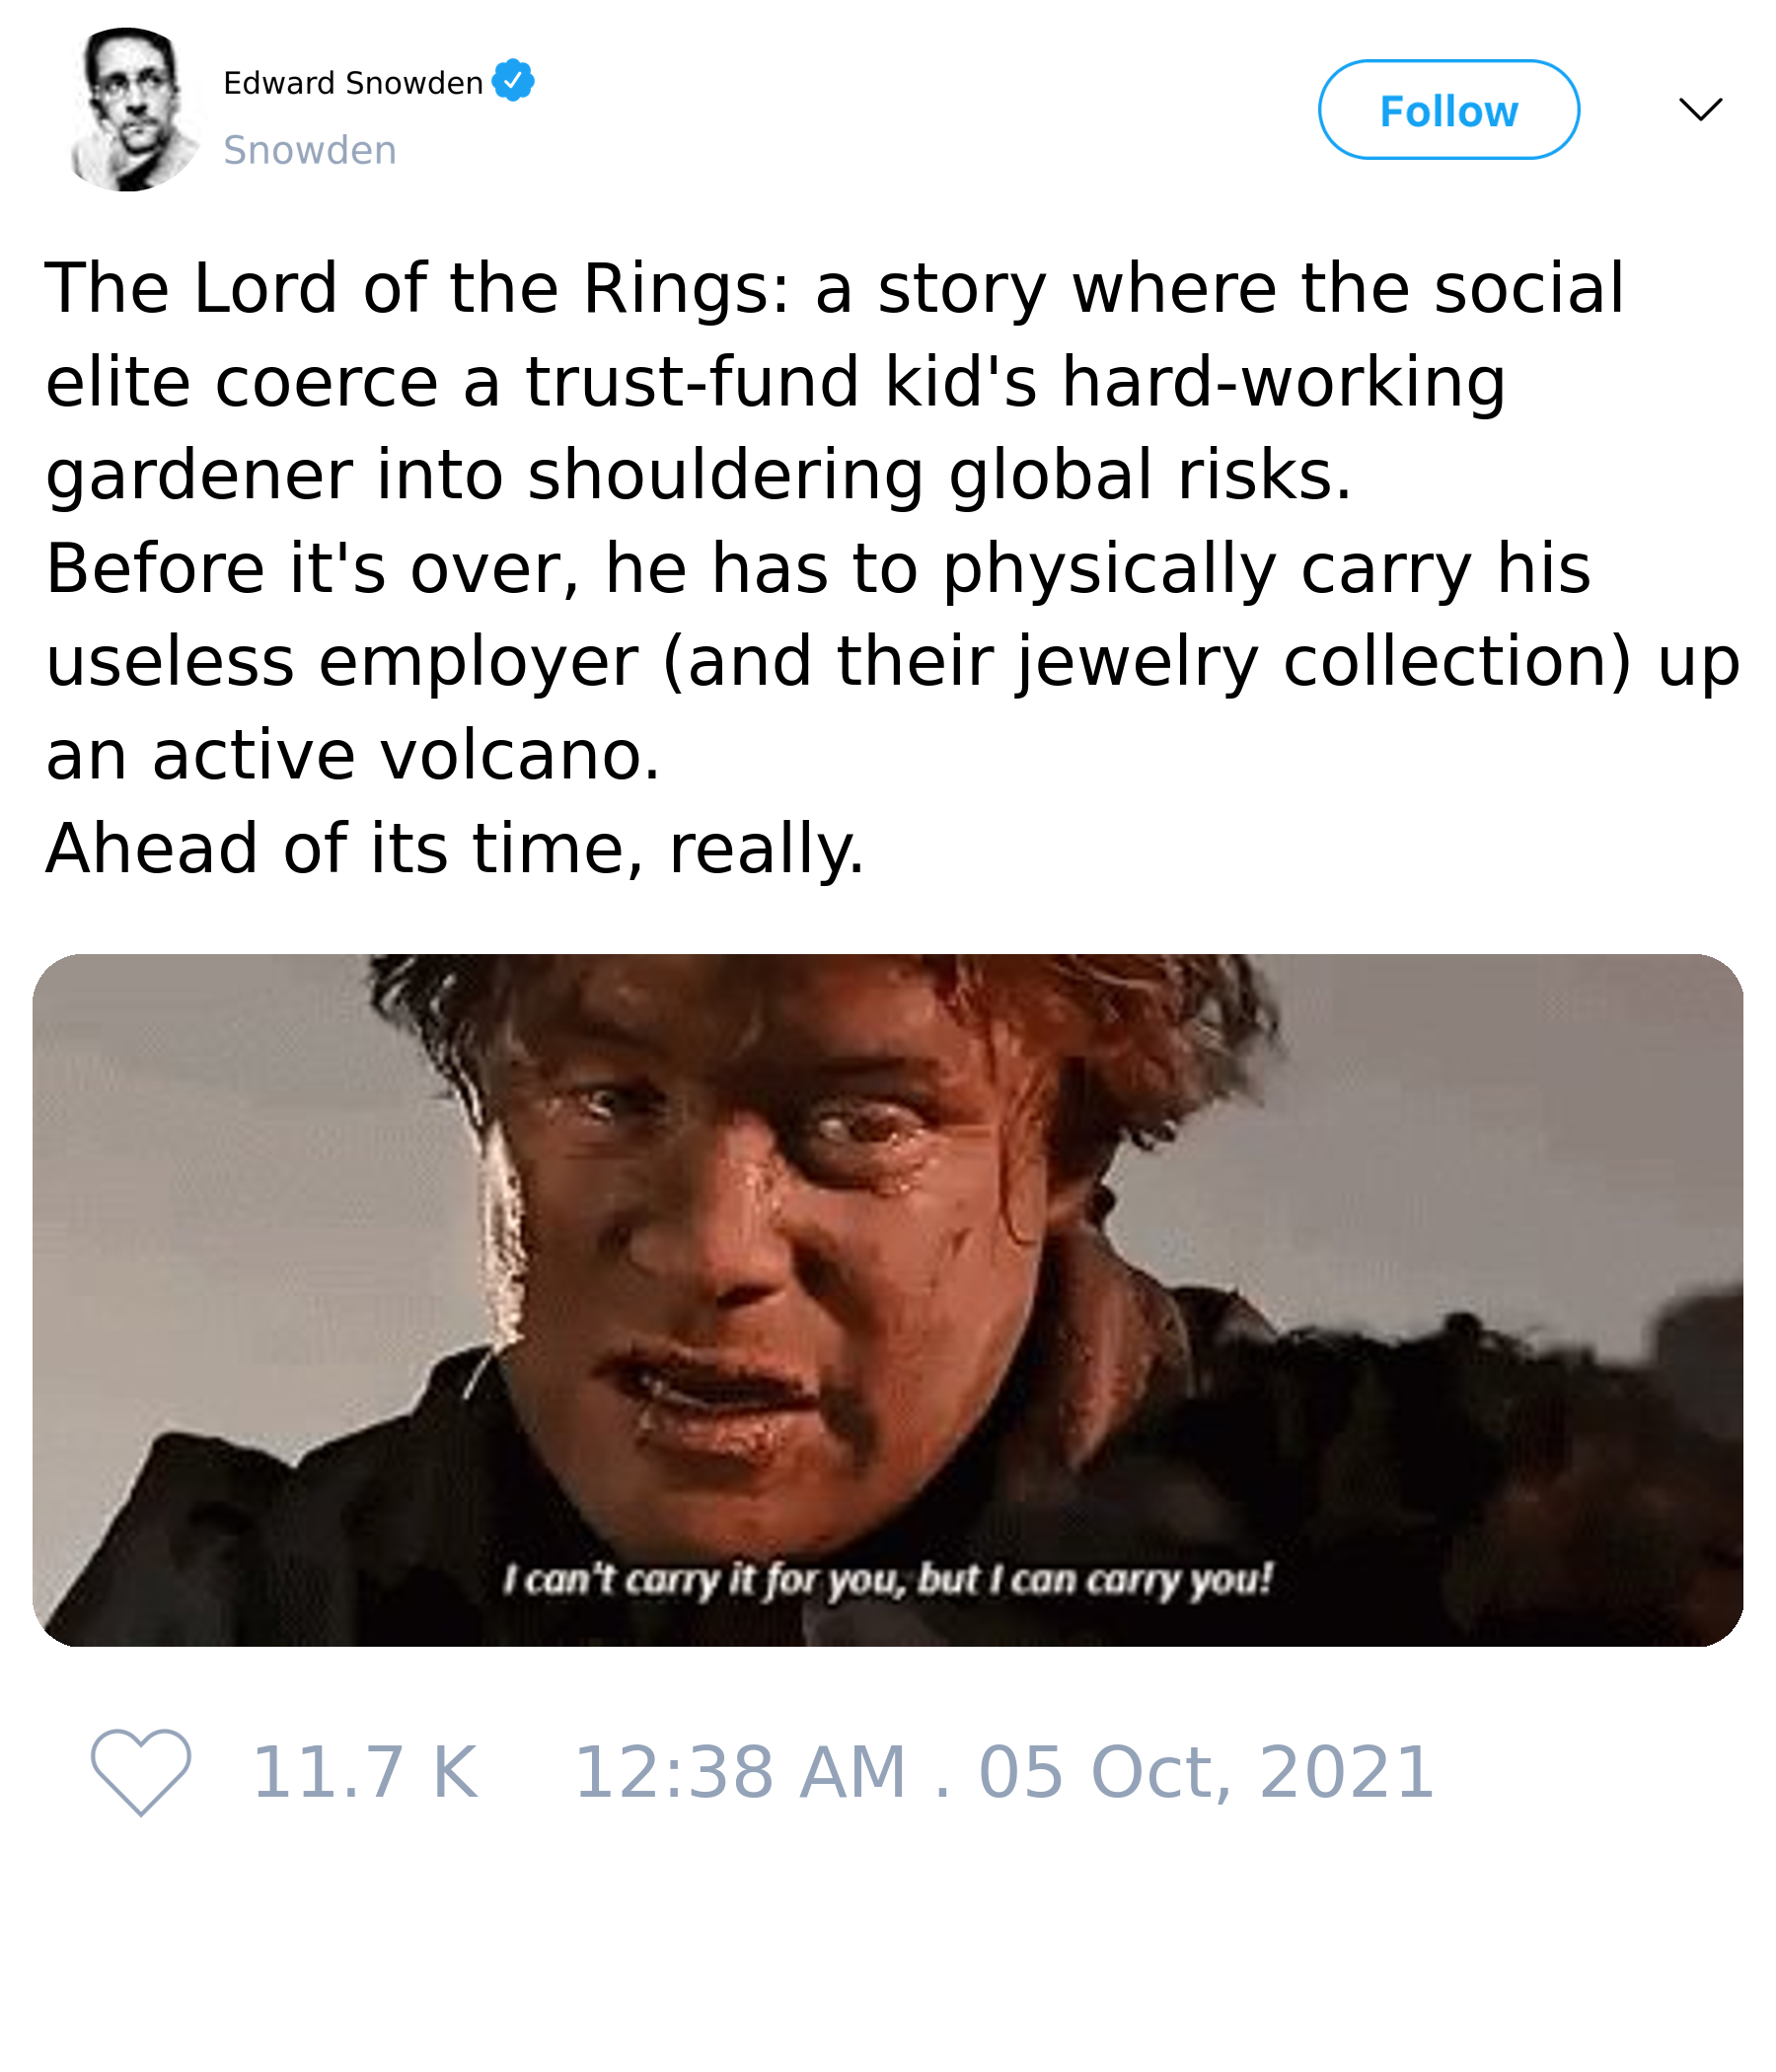 Edward Snowden
Snowden
Follow
The Lord of the Rings: a story where the social
elite coerce a trust-fund kid's hard-working
gardener into shouldering global risks.
Before it's over, he has to physically carry his
useless employer (and their jewelry collection) up
an active volcano.
Ahead of its time, really.
I can't carry it for you, but I can carry you!
11.7 K 12:38 AM . 05 Oct, 2021